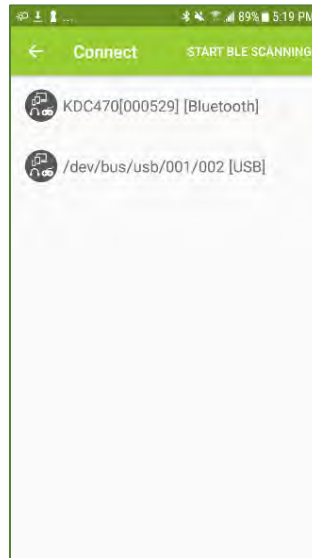 ... 89% 5:19 PM
Connect START BLE SCANNING
KDC470[000529] [Bluetooth]
/dev/bus/usb/001/002 [USB]